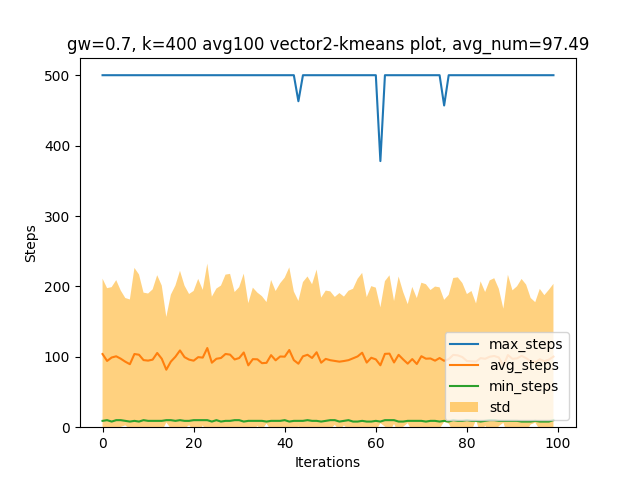 gw=0.7, k=400 avg100 vector2-kmeans plot, avg_num=97.49
500
400
300
200
100
0
Steps
0 20 40 60 80 100
Iterations
max_steps
avg_steps
min_steps
std